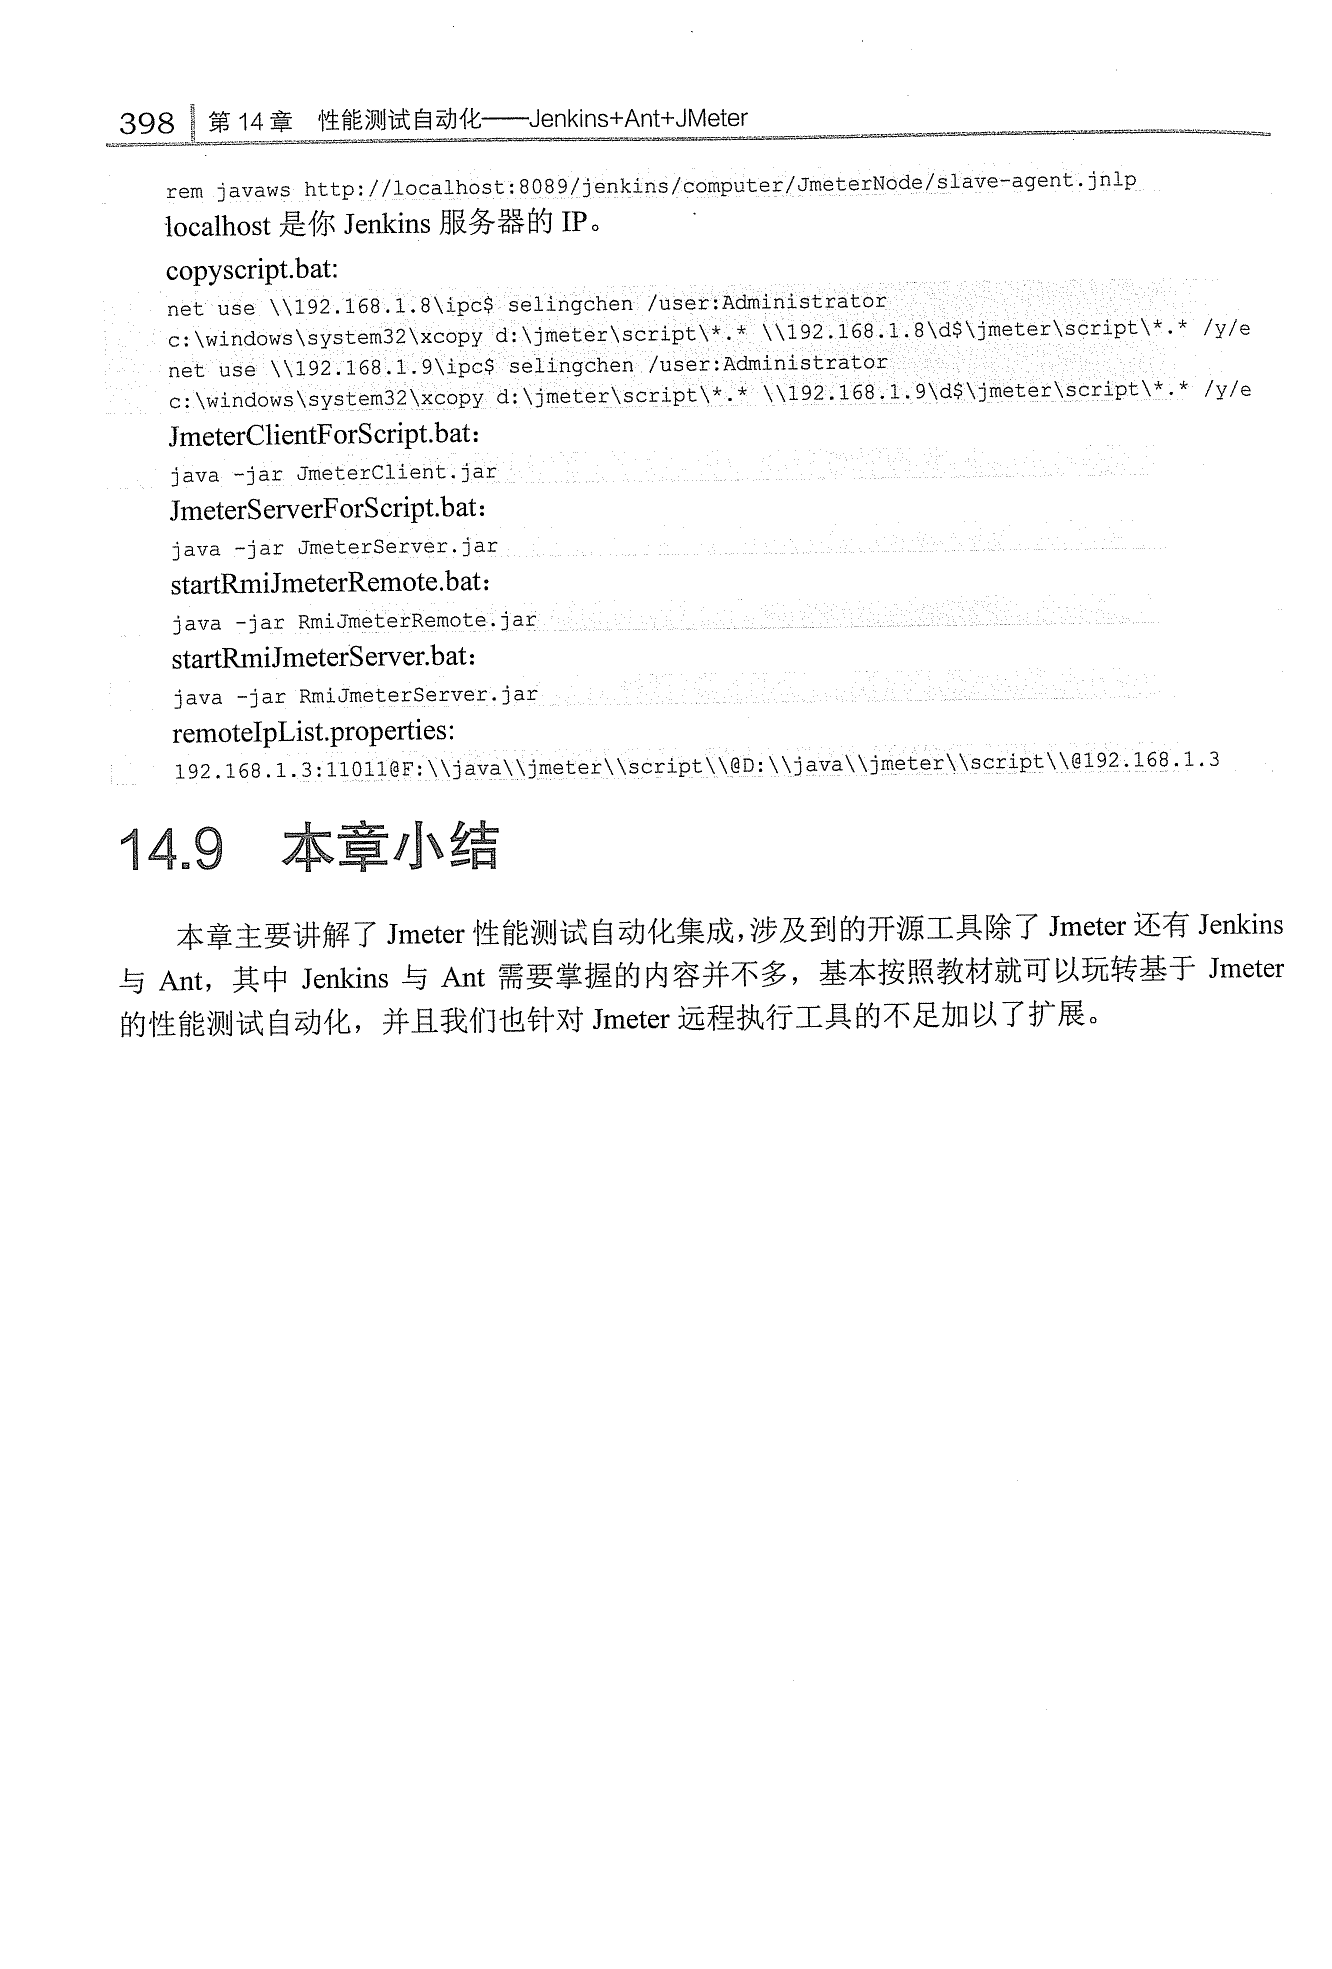 398 第 14 章 性能测试自动化——Jenkins+Ant+JMeter
rem javaws http://localhost:8089/jenkins/computer/JmeterNode/slave-agent.jnlp
localhost 是你 Jenkins 服务器的 IP。
copyscript.bat:
net use \\192.168.1.8\ipc$ selingchen /user:Administrator
c:\windows\system32\xcopy d:\jmeter\script\*.* \\192.168.1.8\d$\jmeter\script\*.* /y/e
net use \\192.168.1.9\ipc$ selingchen /user:Administrator
c:\windows\system32\xcopy d:\jmeter\script\*.* \\192.168.1.9\d$\jmeter\script\*.* /y/e
JmeterClientForScript.bat：
java -jar JmeterClient.jar
JmeterServerForScript.bat：
java -jar JmeterServer.jar
startRmiJmeterRemote.bat：
java -jar RmiJmeterRemote.jar
startRmiJmeterServer.bat：
java -jar RmiJmeterServer.jar
remoteIpList.properties:
192.168.1.3:11011@F:\\java\\jmeter\\script\\@D:\\java\\jmeter\\script\\@192.168.1.3
14.9 本章小结
本章主要讲解了 Jmeter 性能测试自动化集成，涉及到的开源工具除了 Jmeter 还有 Jenkins
与 Ant，其中 Jenkins 与 Ant 需要掌握的内容并不多，基本按照教材就可以玩转基于 Jmeter
的性能测试自动化，并且我们也针对 Jmeter 远程执行工具的不足加以了扩展。